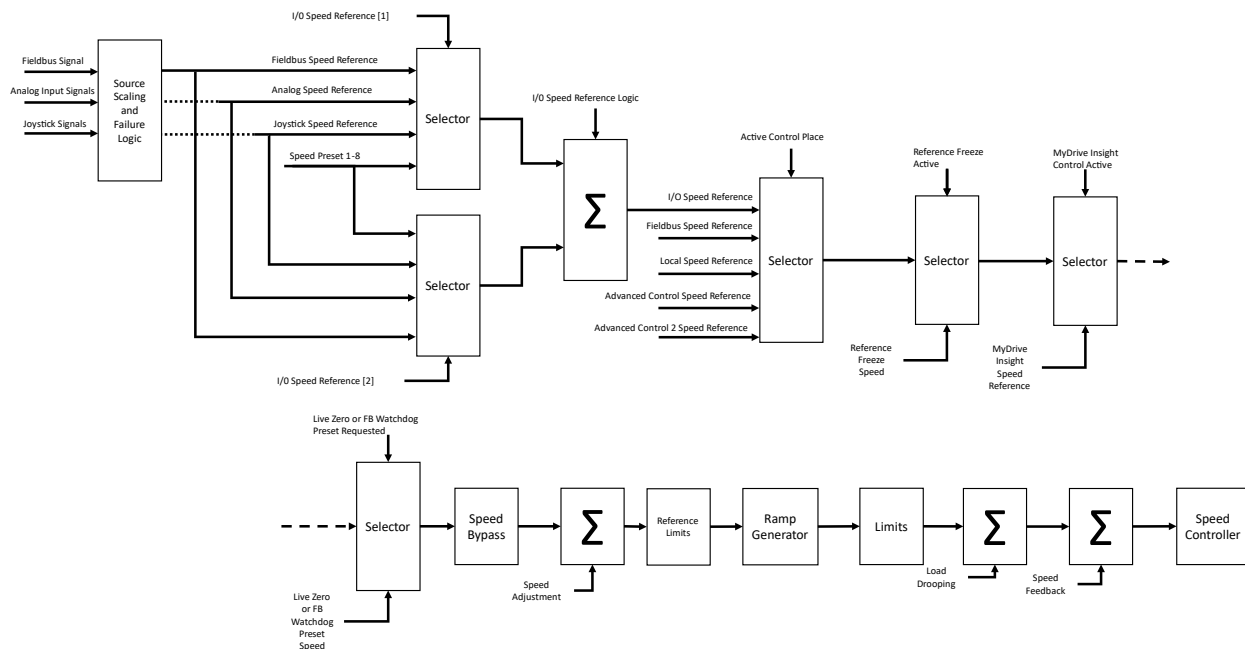 I/0 Speed Reference [1]
Fieldbus Signal
Analog Input Signals
Joystick Signals
Source
Scaling
and
Failure
Logic
Fieldbus Speed Reference
Analog Speed Reference
Joystick Speed Reference
Speed Preset 1-8
Selector
Selector
I/0 Speed Reference [2]
I/0 Speed Reference Logic
Σ
Active Control Place
I/O Speed Reference
Fieldbus Speed Reference
Local Speed Reference
Advanced Control Speed Reference
Advanced Control 2 Speed Reference
Selector
Reference Freeze
Active
Selector
Reference
Freeze
Speed
MyDrive Insight
Control Active
Selector
MyDrive
Insight
Speed
Reference
Live Zero or FB Watchdog
Preset Requested
Selector
Live Zero
or FB
Watchdog
Preset
Speed
Speed
Bypass
Σ
Speed
Adjustment
Reference
Limits
Ramp
Generator
Limits
Σ
Load
Drooping
Σ
Speed
Feedback
Speed
Controller